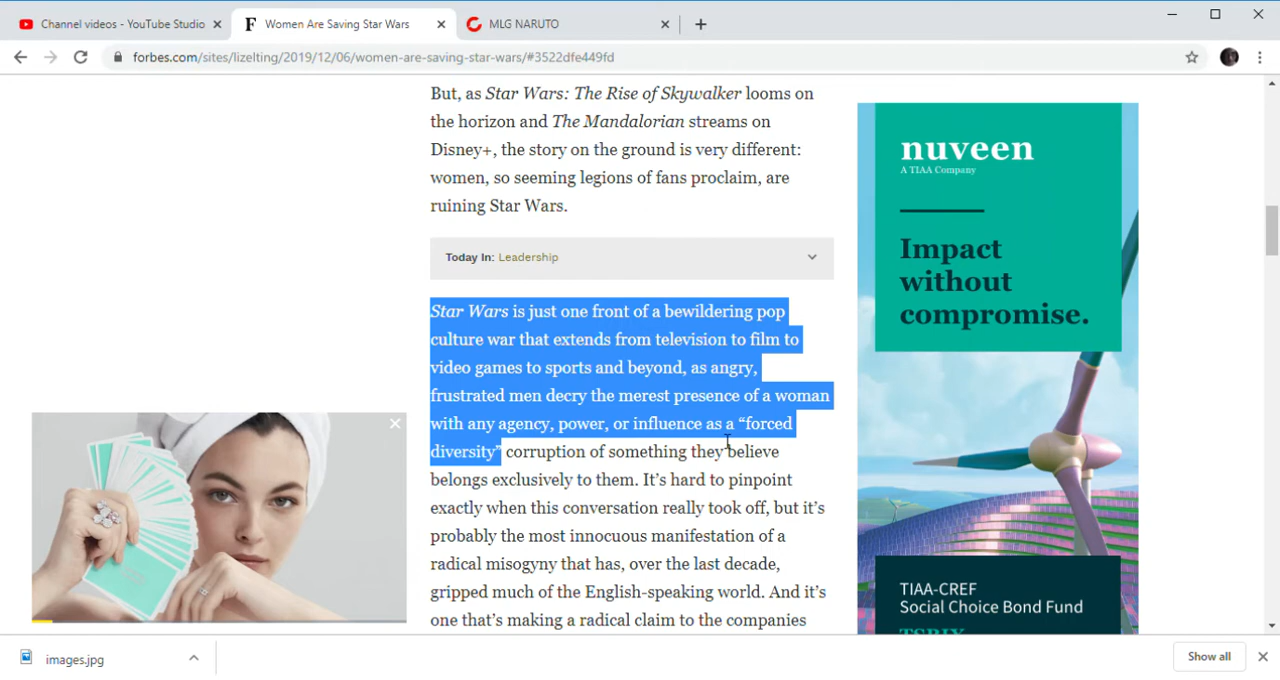 Channel videos - YouTube Studio
Women Are Saving Star Wars
MLG NARUTO
forbes.com/sites/lizelting/2019/12/06/women-are-saving-star-wars/#3522dfe449fd
But, as Star Wars: The Rise of Skywalker looms on
the horizon and The Mandalorian streams on
Disney+, the story on the ground is very different:
women, so seeming legions of fans proclaim, are
ruining Star Wars.
Today In: Leadership
Star Wars is just one front of a bewildering pop
culture war that extends from television to film to
video games to sports and beyond, as angry,
frustrated men decry the merest presence of a woman
with any agency, power, or influence as a “forced
diversity” corruption of something they believe
belongs exclusively to them. It’s hard to pinpoint
exactly when this conversation really took off, but it’s
probably the most innocuous manifestation of a
radical misogyny that has, over the last decade,
gripped much of the English-speaking world. And it’s
one that’s making a radical claim to the companies
nuveen
A TIAA Company
Impact
without
compromise.
TIAA-CREF
Social Choice Bond Fund
TSBIX
images.jpg
Show all